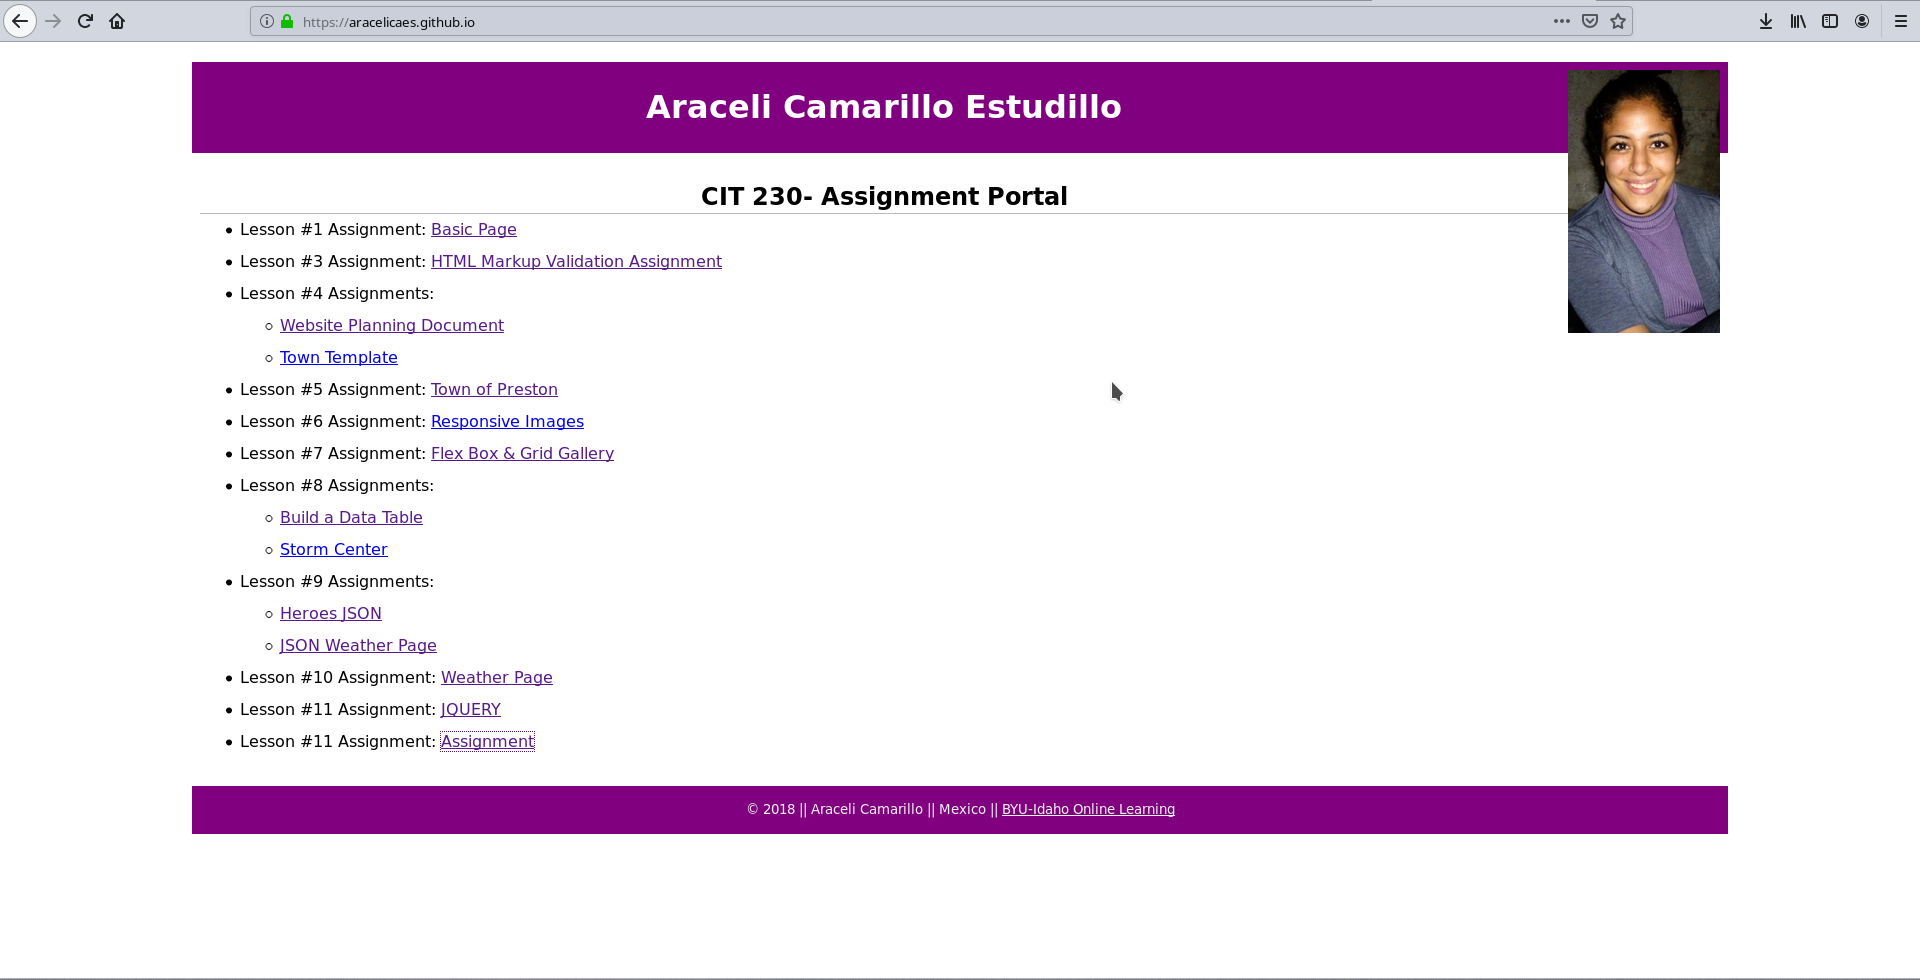 https://aracelicaes.github.io
Araceli Camarillo Estudillo
CIT 230- Assignment Portal
Lesson #1 Assignment: Basic Page
Lesson #3 Assignment: HTML Markup Validation Assignment
Lesson #4 Assignments:
Website Planning Document
Town Template
Lesson #5 Assignment: Town of Preston
Lesson #6 Assignment: Responsive Images
Lesson #7 Assignment: Flex Box & Grid Gallery
Lesson #8 Assignments:
Build a Data Table
Storm Center
Lesson #9 Assignments:
Heroes JSON
JSON Weather Page
Lesson #10 Assignment: Weather Page
Lesson #11 Assignment: JQUERY
Lesson #11 Assignment: Assignment
© 2018 || Araceli Camarillo || Mexico || BYU-Idaho Online Learning